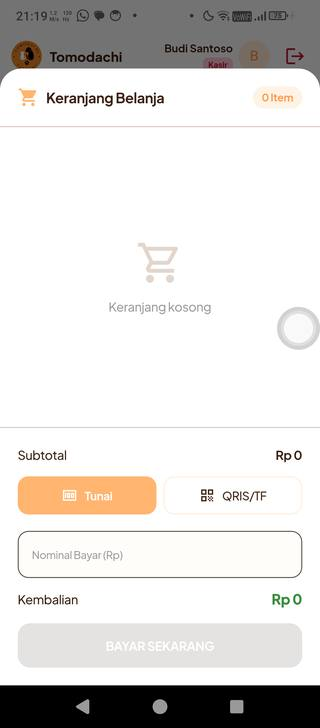 21:19
Tomodachi
Budi Santoso
Kasir
B
Keranjang Belanja
0 Item
Keranjang kosong
Subtotal
Rp 0
Tunai
QRIS/TF
Nominal Bayar (Rp)
Kembalian
Rp 0
BAYAR SEKARANG